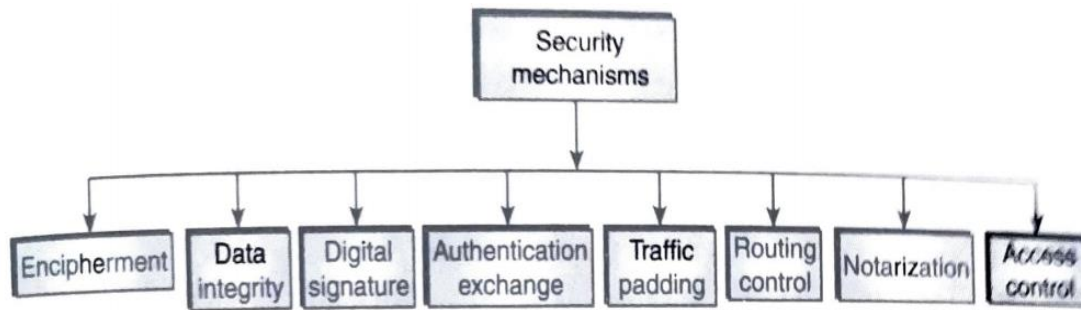 Security
mechanisms
Encipherment
Data
integrity
Digital
signature
Authentication
exchange
Traffic
padding
Routing
control
Notarization
Access
control